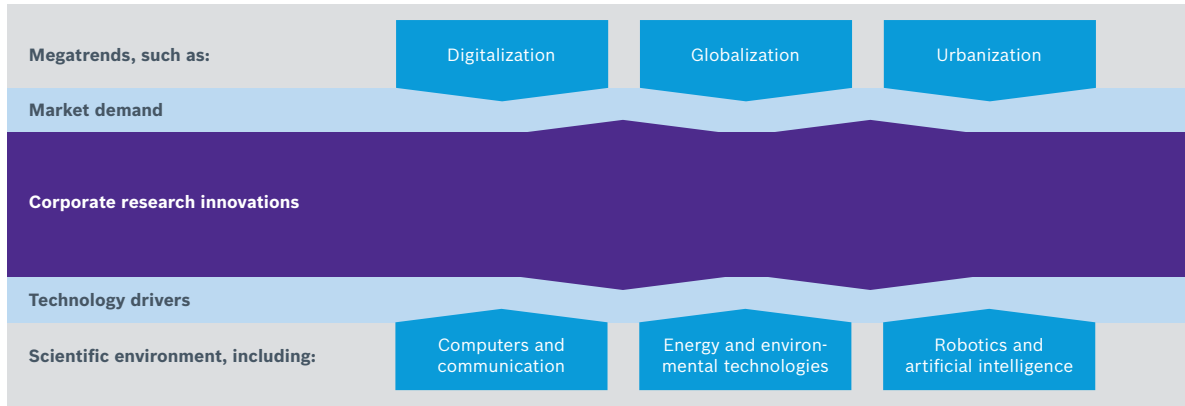 Megatrends, such as:
Digitalization
Globalization
Urbanization
Market demand
Corporate research innovations
Technology drivers
Scientific environment, including:
Computers and
communication
Energy and environ-
mental technologies
Robotics and
artificial intelligence